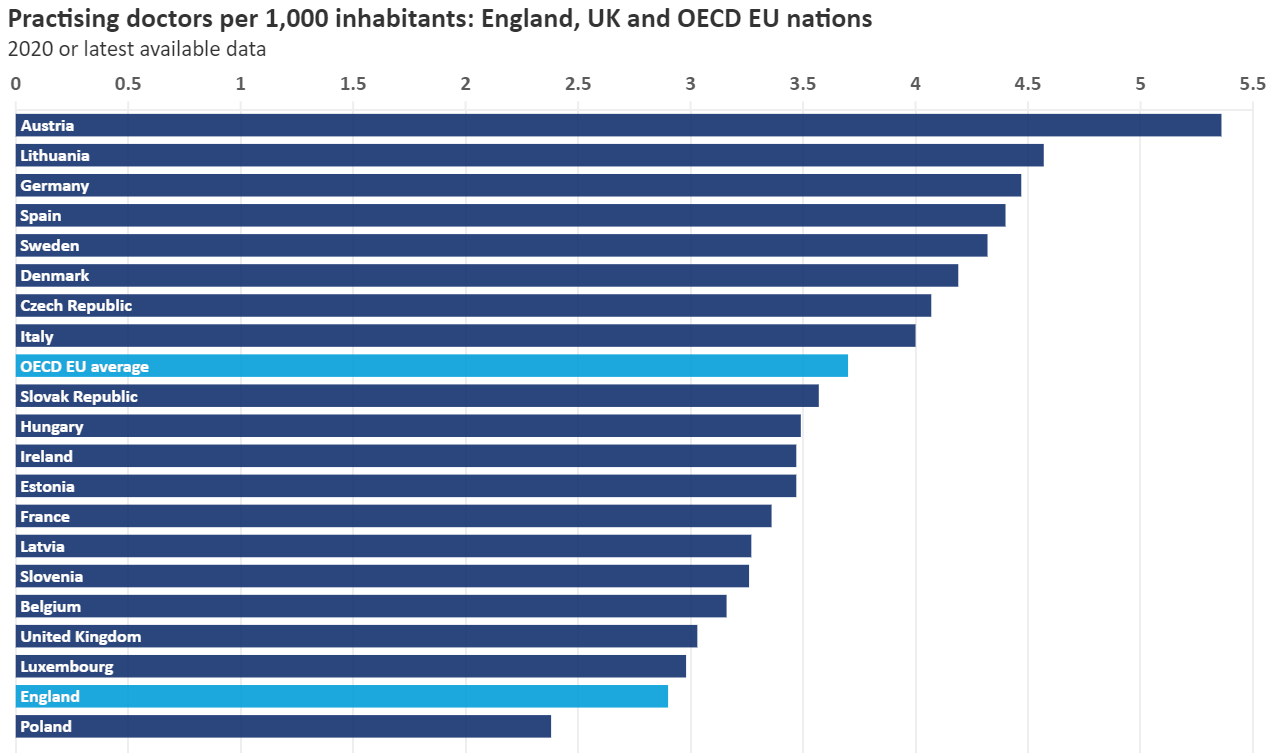 Practising doctors per 1,000 inhabitants: England, UK and OECD EU nations
2020 or latest available data
0 0.5 1 1.5 2 2.5 3 3.5 4 4.5 5 5.5
Austria
Lithuania
Germany
Spain
Sweden
Denmark
Czech Republic
Italy
OECD EU average
Slovak Republic
Hungary
Ireland
Estonia
France
Latvia
Slovenia
Belgium
United Kingdom
Luxembourg
England
Poland